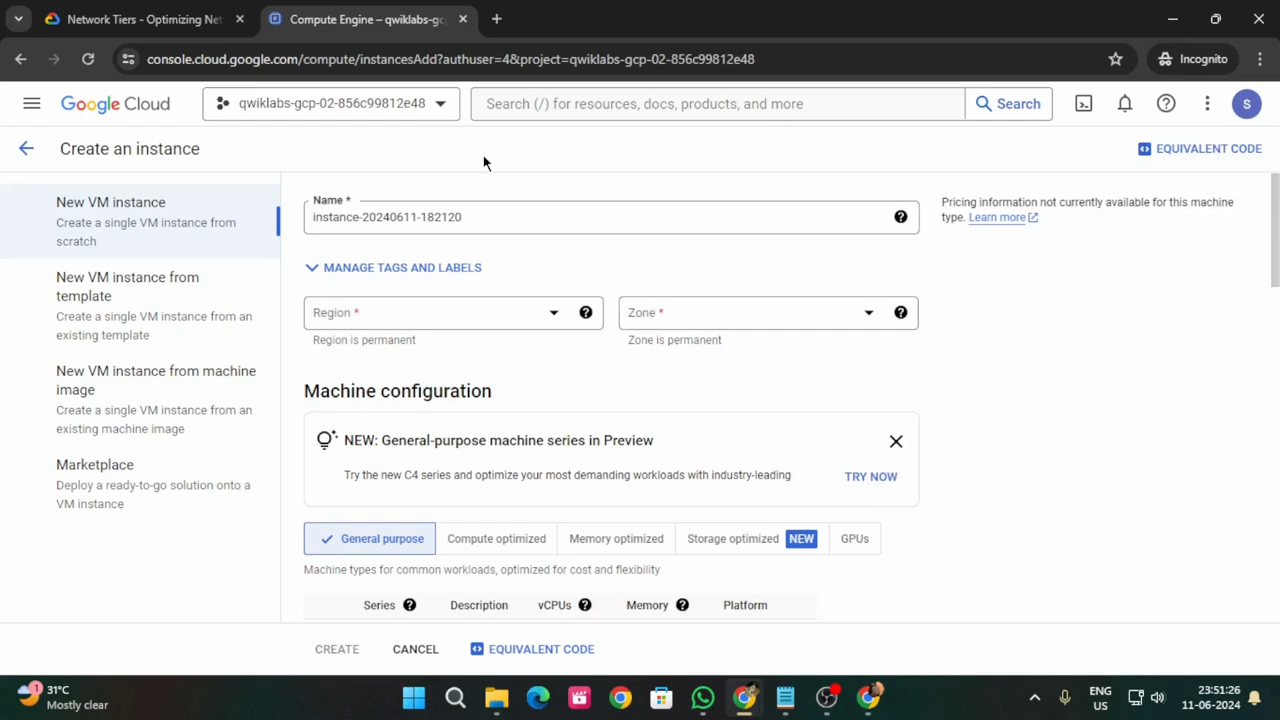 Network Tiers - Optimizing Net
Compute Engine – qwiklabs-gcp
console.cloud.google.com/compute/instancesAdd?authuser=4&project=qwiklabs-gcp-02-856c99812e48
Incognito
Google Cloud
qwiklabs-gcp-02-856c99812e48
Search (/) for resources, docs, products, and more
Search
S
Create an instance
EQUIVALENT CODE
New VM instance
Create a single VM instance from
scratch
New VM instance from
template
Create a single VM instance from an
existing template
New VM instance from machine
image
Create a single VM instance from an
existing machine image
Marketplace
Deploy a ready-to-go solution onto a
VM instance
Name *
instance-20240611-182120
MANAGE TAGS AND LABELS
Region *
Region is permanent
Zone *
Zone is permanent
Pricing information not currently available for this machine
type. Learn more
Machine configuration
NEW: General-purpose machine series in Preview
Try the new C4 series and optimize your most demanding workloads with industry-leading
TRY NOW
General purpose
Compute optimized
Memory optimized
Storage optimized NEW
GPUs
Machine types for common workloads, optimized for cost and flexibility
Series Description vCPUs Memory Platform
CREATE CANCEL EQUIVALENT CODE
1
31°C
Mostly clear
ENG
US
23:51:26
11-06-2024